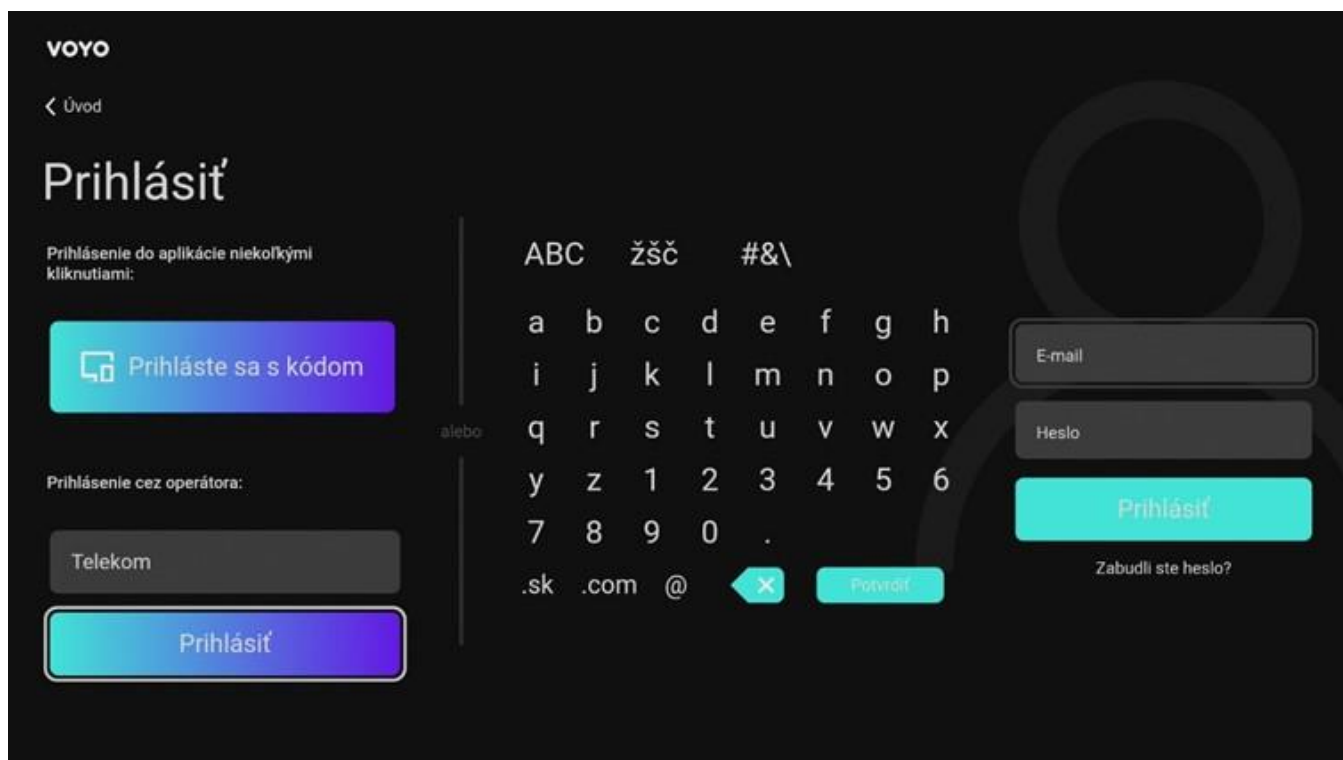 VOYO
Úvod
Prihlásiť
Prihlásenie do aplikácie niekoľkými
kliknutiami:
Prihláste sa s kódom
Prihlásenie cez operátora:
Telekom
Prihlásiť
alebo
ABC žšč #&\
a b c d e f g h
i j k l m n o p
q r s t u v w x
y z 1 2 3 4 5 6
7 8 9 0 .
.sk .com @ Potvrdiť
E-mail
Heslo
Prihlásiť
Zabudli ste heslo?